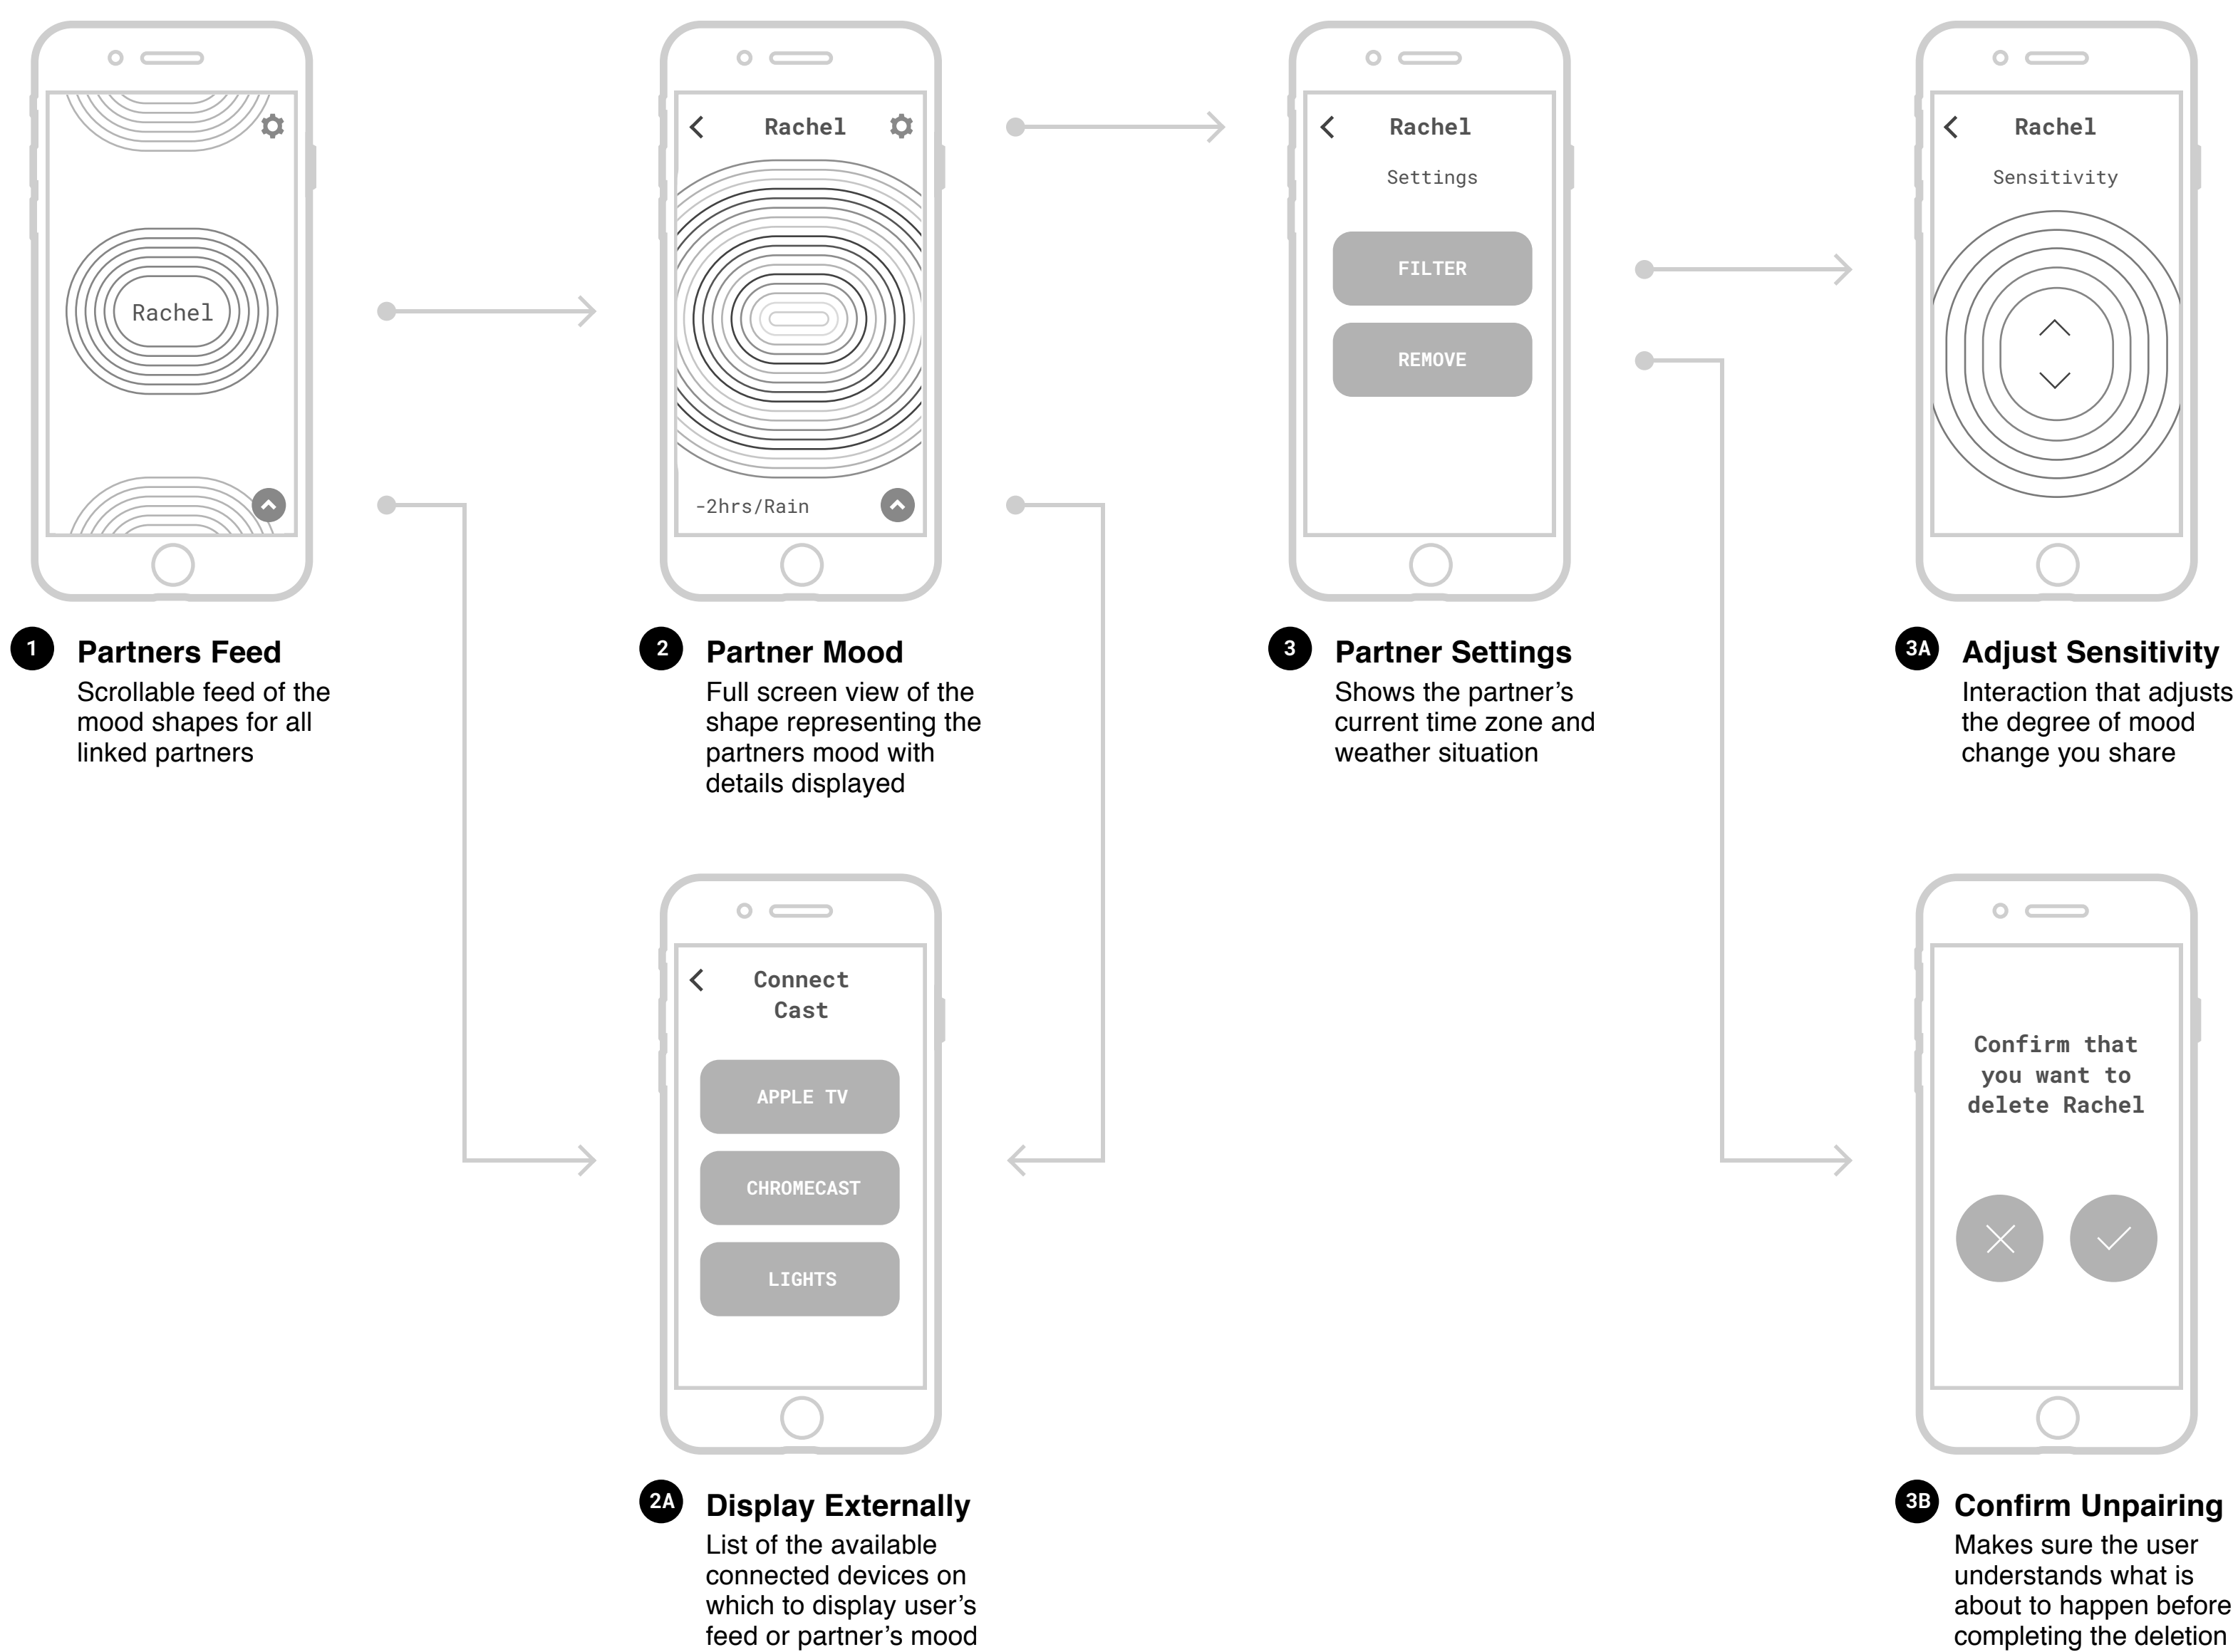 Rachel
1
Partners Feed
Scrollable feed of the
mood shapes for all
linked partners
Rachel
-2hrs/Rain
2
Partner Mood
Full screen view of the
shape representing the
partners mood with
details displayed
Rachel
Settings
FILTER
REMOVE
3
Partner Settings
Shows the partner’s
current time zone and
weather situation
Rachel
Sensitivity
3A
Adjust Sensitivity
Interaction that adjusts
the degree of mood
change you share
Connect
Cast
APPLE TV
CHROMECAST
LIGHTS
2A
Display Externally
List of the available
connected devices on
which to display user’s
feed or partner’s mood
Confirm that
you want to
delete Rachel
3B
Confirm Unpairing
Makes sure the user
understands what is
about to happen before
completing the deletion